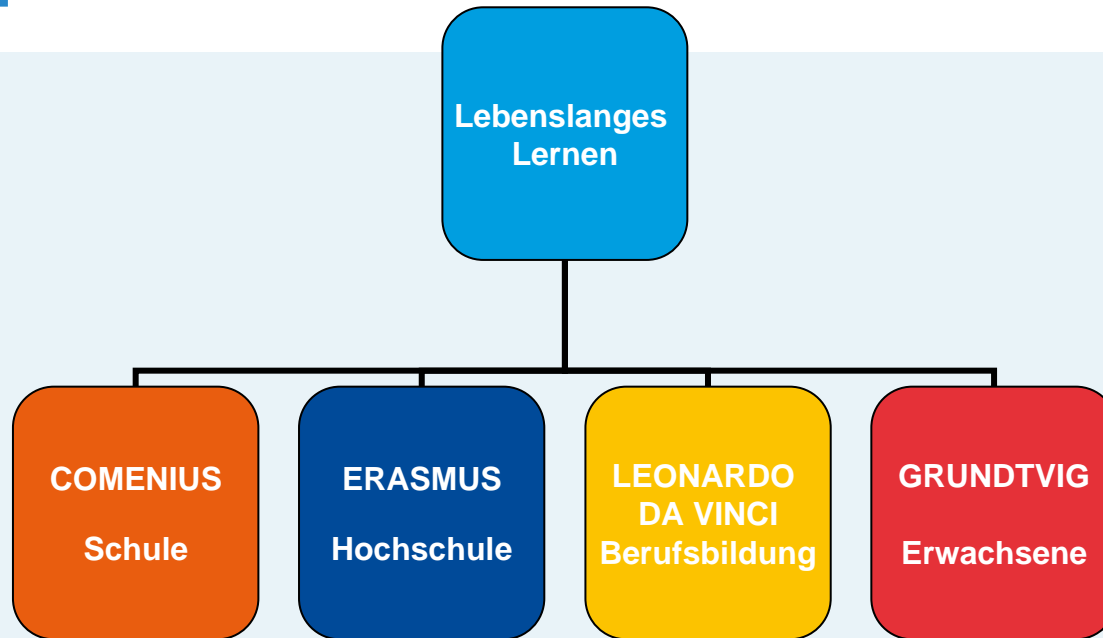 Lebenslanges
Lernen
COMENIUS
Schule
ERASMUS
Hochschule
LEONARDO
DA VINCI
Berufsbildung
GRUNDTVIG
Erwachsene